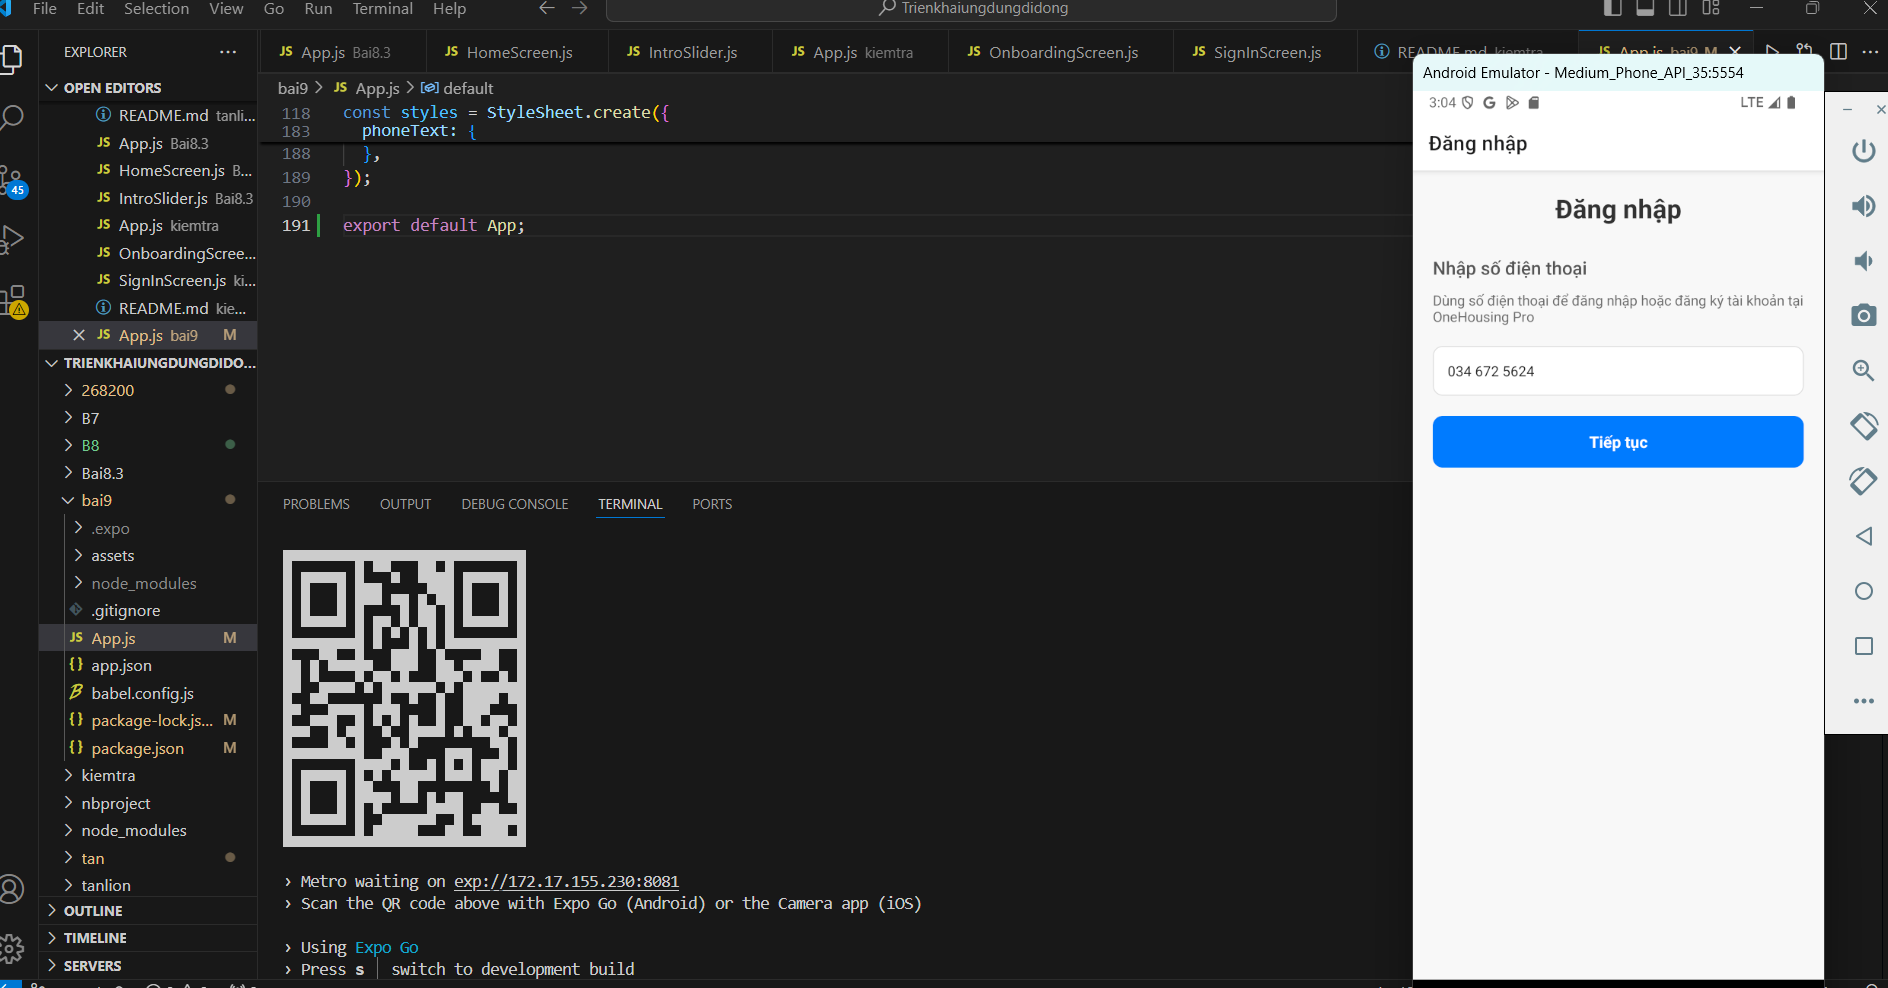 File Edit Selection View Go Run Terminal Help
Trienkhaiungdungdidong
EXPLORER
OPEN EDITORS
README.md tanli...
App.js Bai8.3
HomeScreen.js B...
IntroSlider.js Bai8.3
App.js kiemtra
OnboardingScree...
SignInScreen.js ki...
README.md kie...
App.js bai9 M
45
TRIENKHAIUNGDUNGDIDO...
268200
B7
B8
Bai8.3
bai9
.expo
assets
node_modules
.gitignore
App.js M
app.json
babel.config.js
package-lock.js... M
package.json M
kiemtra
nbproject
node_modules
tan
tanlion
OUTLINE
TIMELINE
SERVERS
JS App.js Bai8.3
JS HomeScreen.js
JS IntroSlider.js
JS App.js kiemtra
JS OnboardingScreen.js
JS SignInScreen.js
README.md kiemtra
JS App.js bai9 M
bai9 > JS App.js > default
118 const styles = StyleSheet.create({
183 phoneText: {
188 },
189 });
190
191 export default App;
PROBLEMS OUTPUT DEBUG CONSOLE TERMINAL PORTS
› Metro waiting on exp://172.17.155.230:8081
› Scan the QR code above with Expo Go (Android) or the Camera app (iOS)
› Using Expo Go
› Press s │ switch to development build
Android Emulator - Medium_Phone_API_35:5554
3:04 LTE
Đăng nhập
Đăng nhập
Nhập số điện thoại
Dùng số điện thoại để đăng nhập hoặc đăng ký tài khoản tại
OneHousing Pro
034 672 5624
Tiếp tục